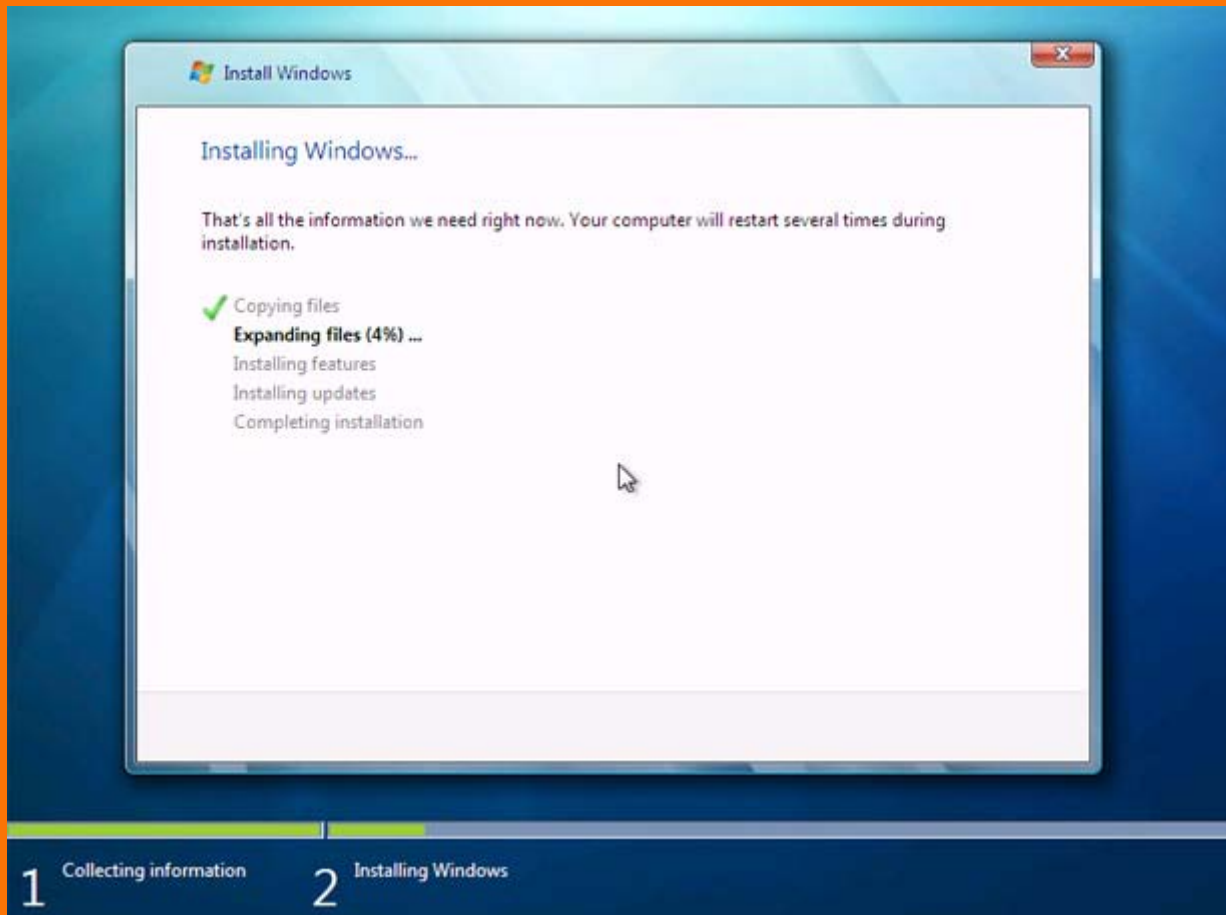 Install Windows
Installing Windows...
That's all the information we need right now. Your computer will restart several times during
installation.
Copying files
Expanding files (4%) ...
Installing features
Installing updates
Completing installation
1 Collecting information
2 Installing Windows